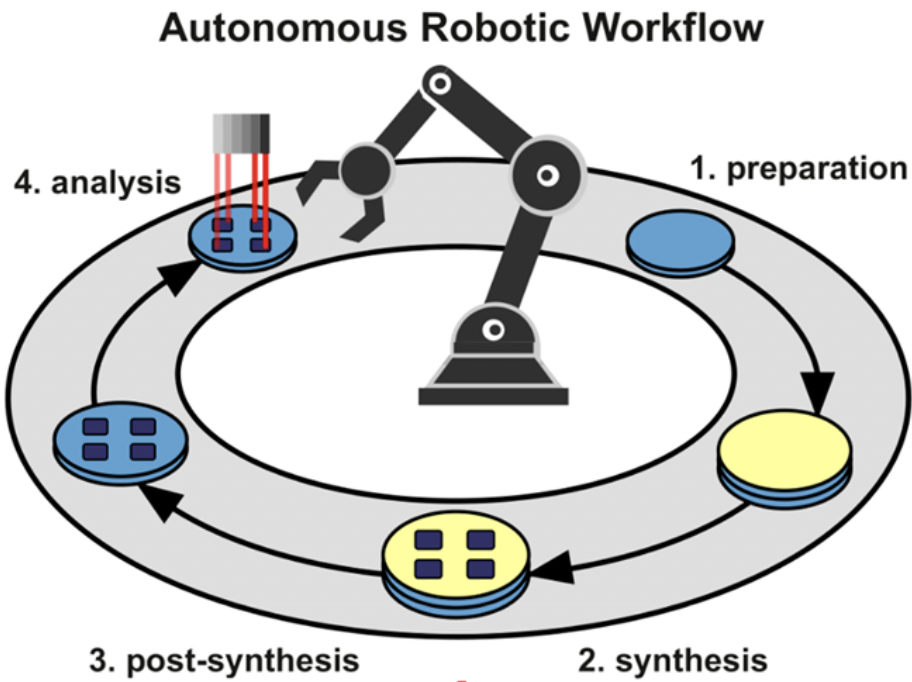 Autonomous Robotic Workflow
1. preparation
4. analysis
3. post-synthesis
2. synthesis